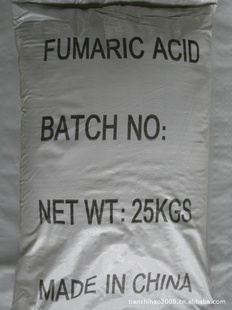 FUMARIC ACID
BATCH NO:
NET WT: 25KGS
MADE IN CHINA